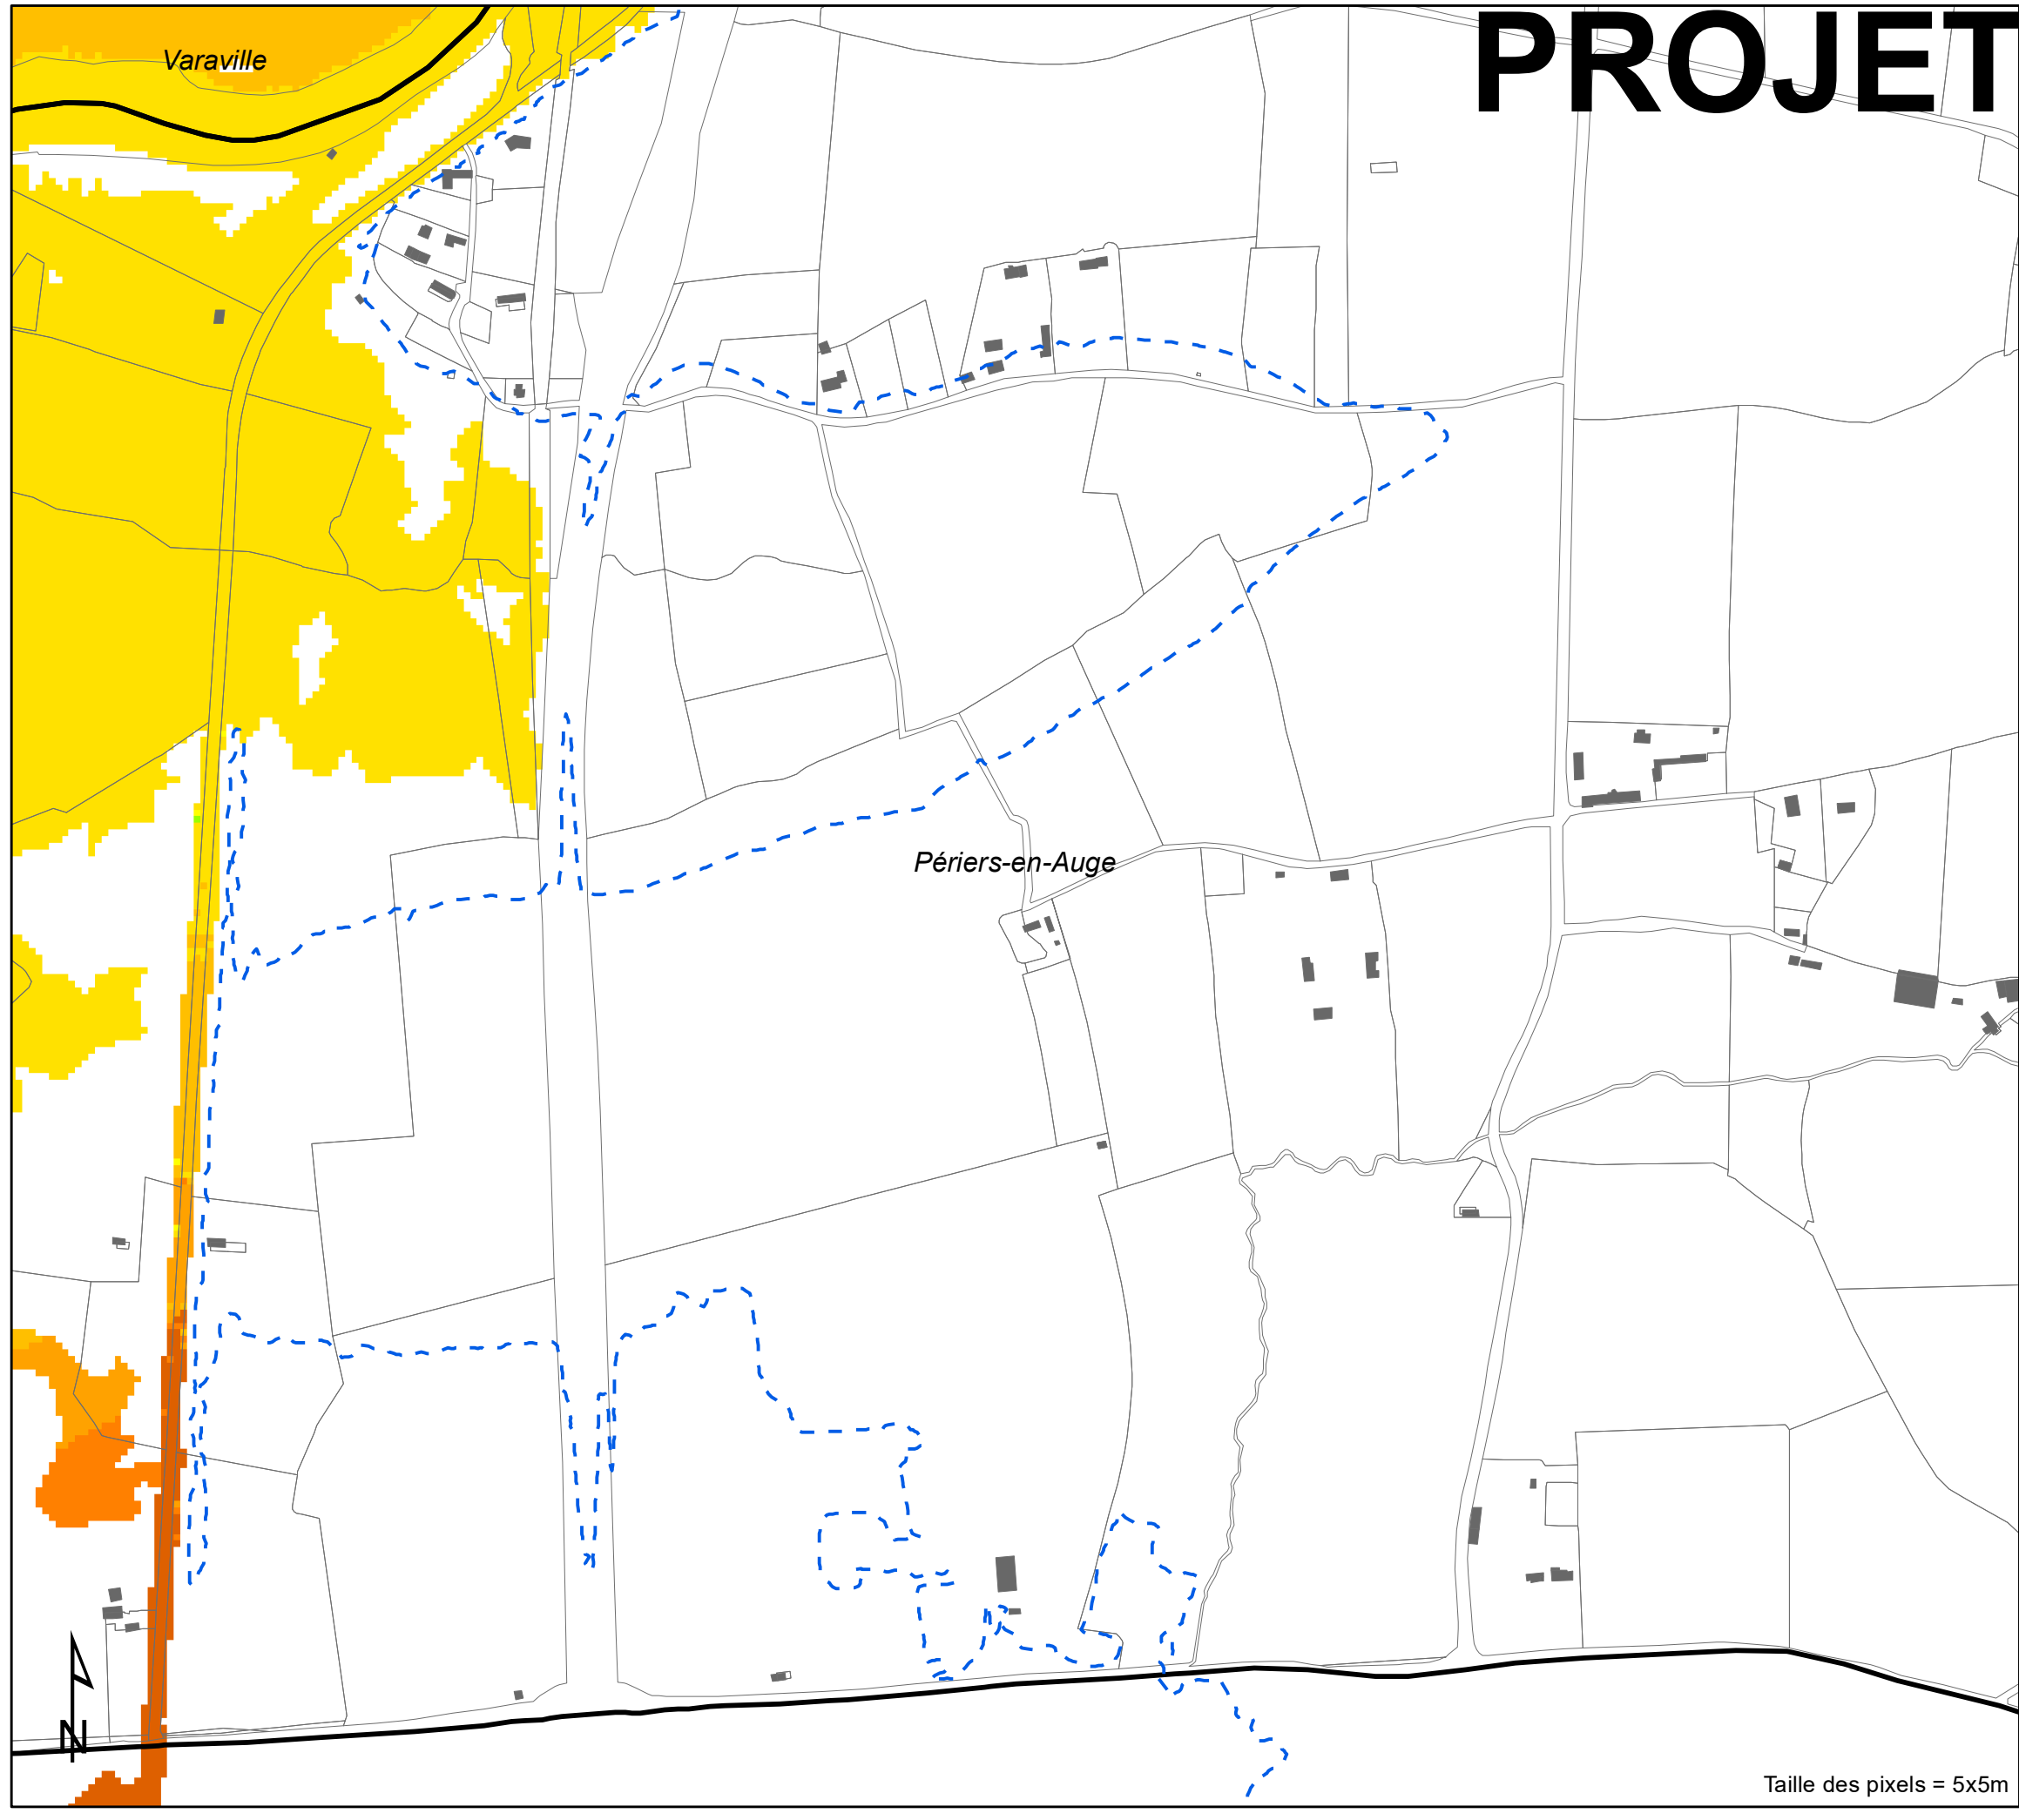 PROJET
Varaville
Périers-en-Auge
N
Taille des pixels = 5x5m